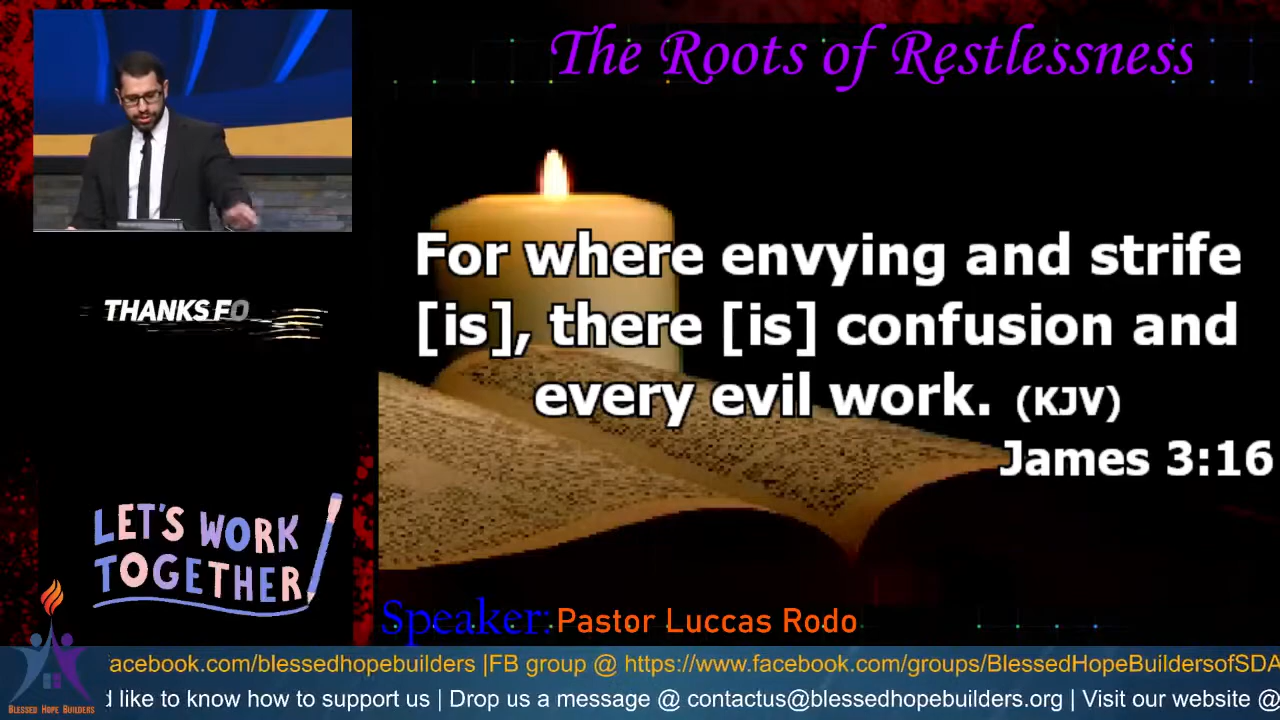 The Roots of Restlessness
For where envying and strife
[is], there [is] confusion and
every evil work. (KJV)
James 3:16
THANKS FO
LET'S WORK
TOGETHER
Speaker: Pastor Luccas Rodo
acebook.com/blessedhopebuilders |FB group @ https://www.facebook.com/groups/BlessedHopeBuildersofSDA
d like to know how to support us | Drop us a message @ contactus@blessedhopebuilders.org | Visit our website @
Blessed Hope Builders